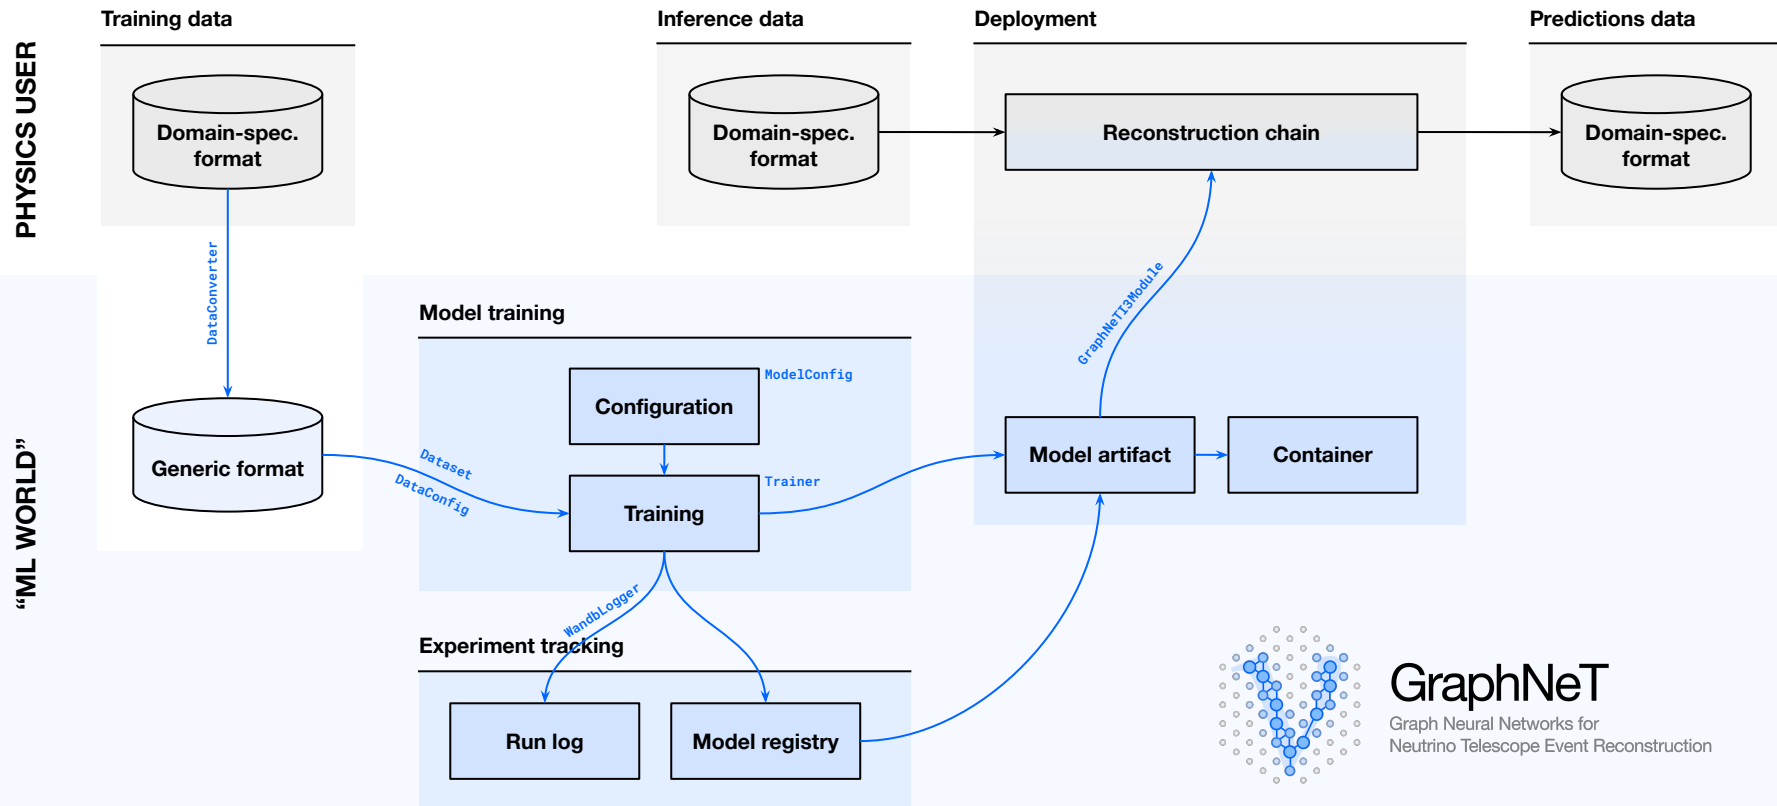 Training data
Inference data
Deployment
Predictions data
PHYSICS USER
Domain-spec.
format
Domain-spec.
format
Reconstruction chain
Domain-spec.
format
DataConverter
GraphNeTI3Module
Model training
ModelConfig
Configuration
“ML WORLD”
Generic format
Dataset
DataConfig
Trainer
Training
Model artifact
Container
WandbLogger
Experiment tracking
Run log
Model registry
GraphNeT
Graph Neural Networks for
Neutrino Telescope Event Reconstruction